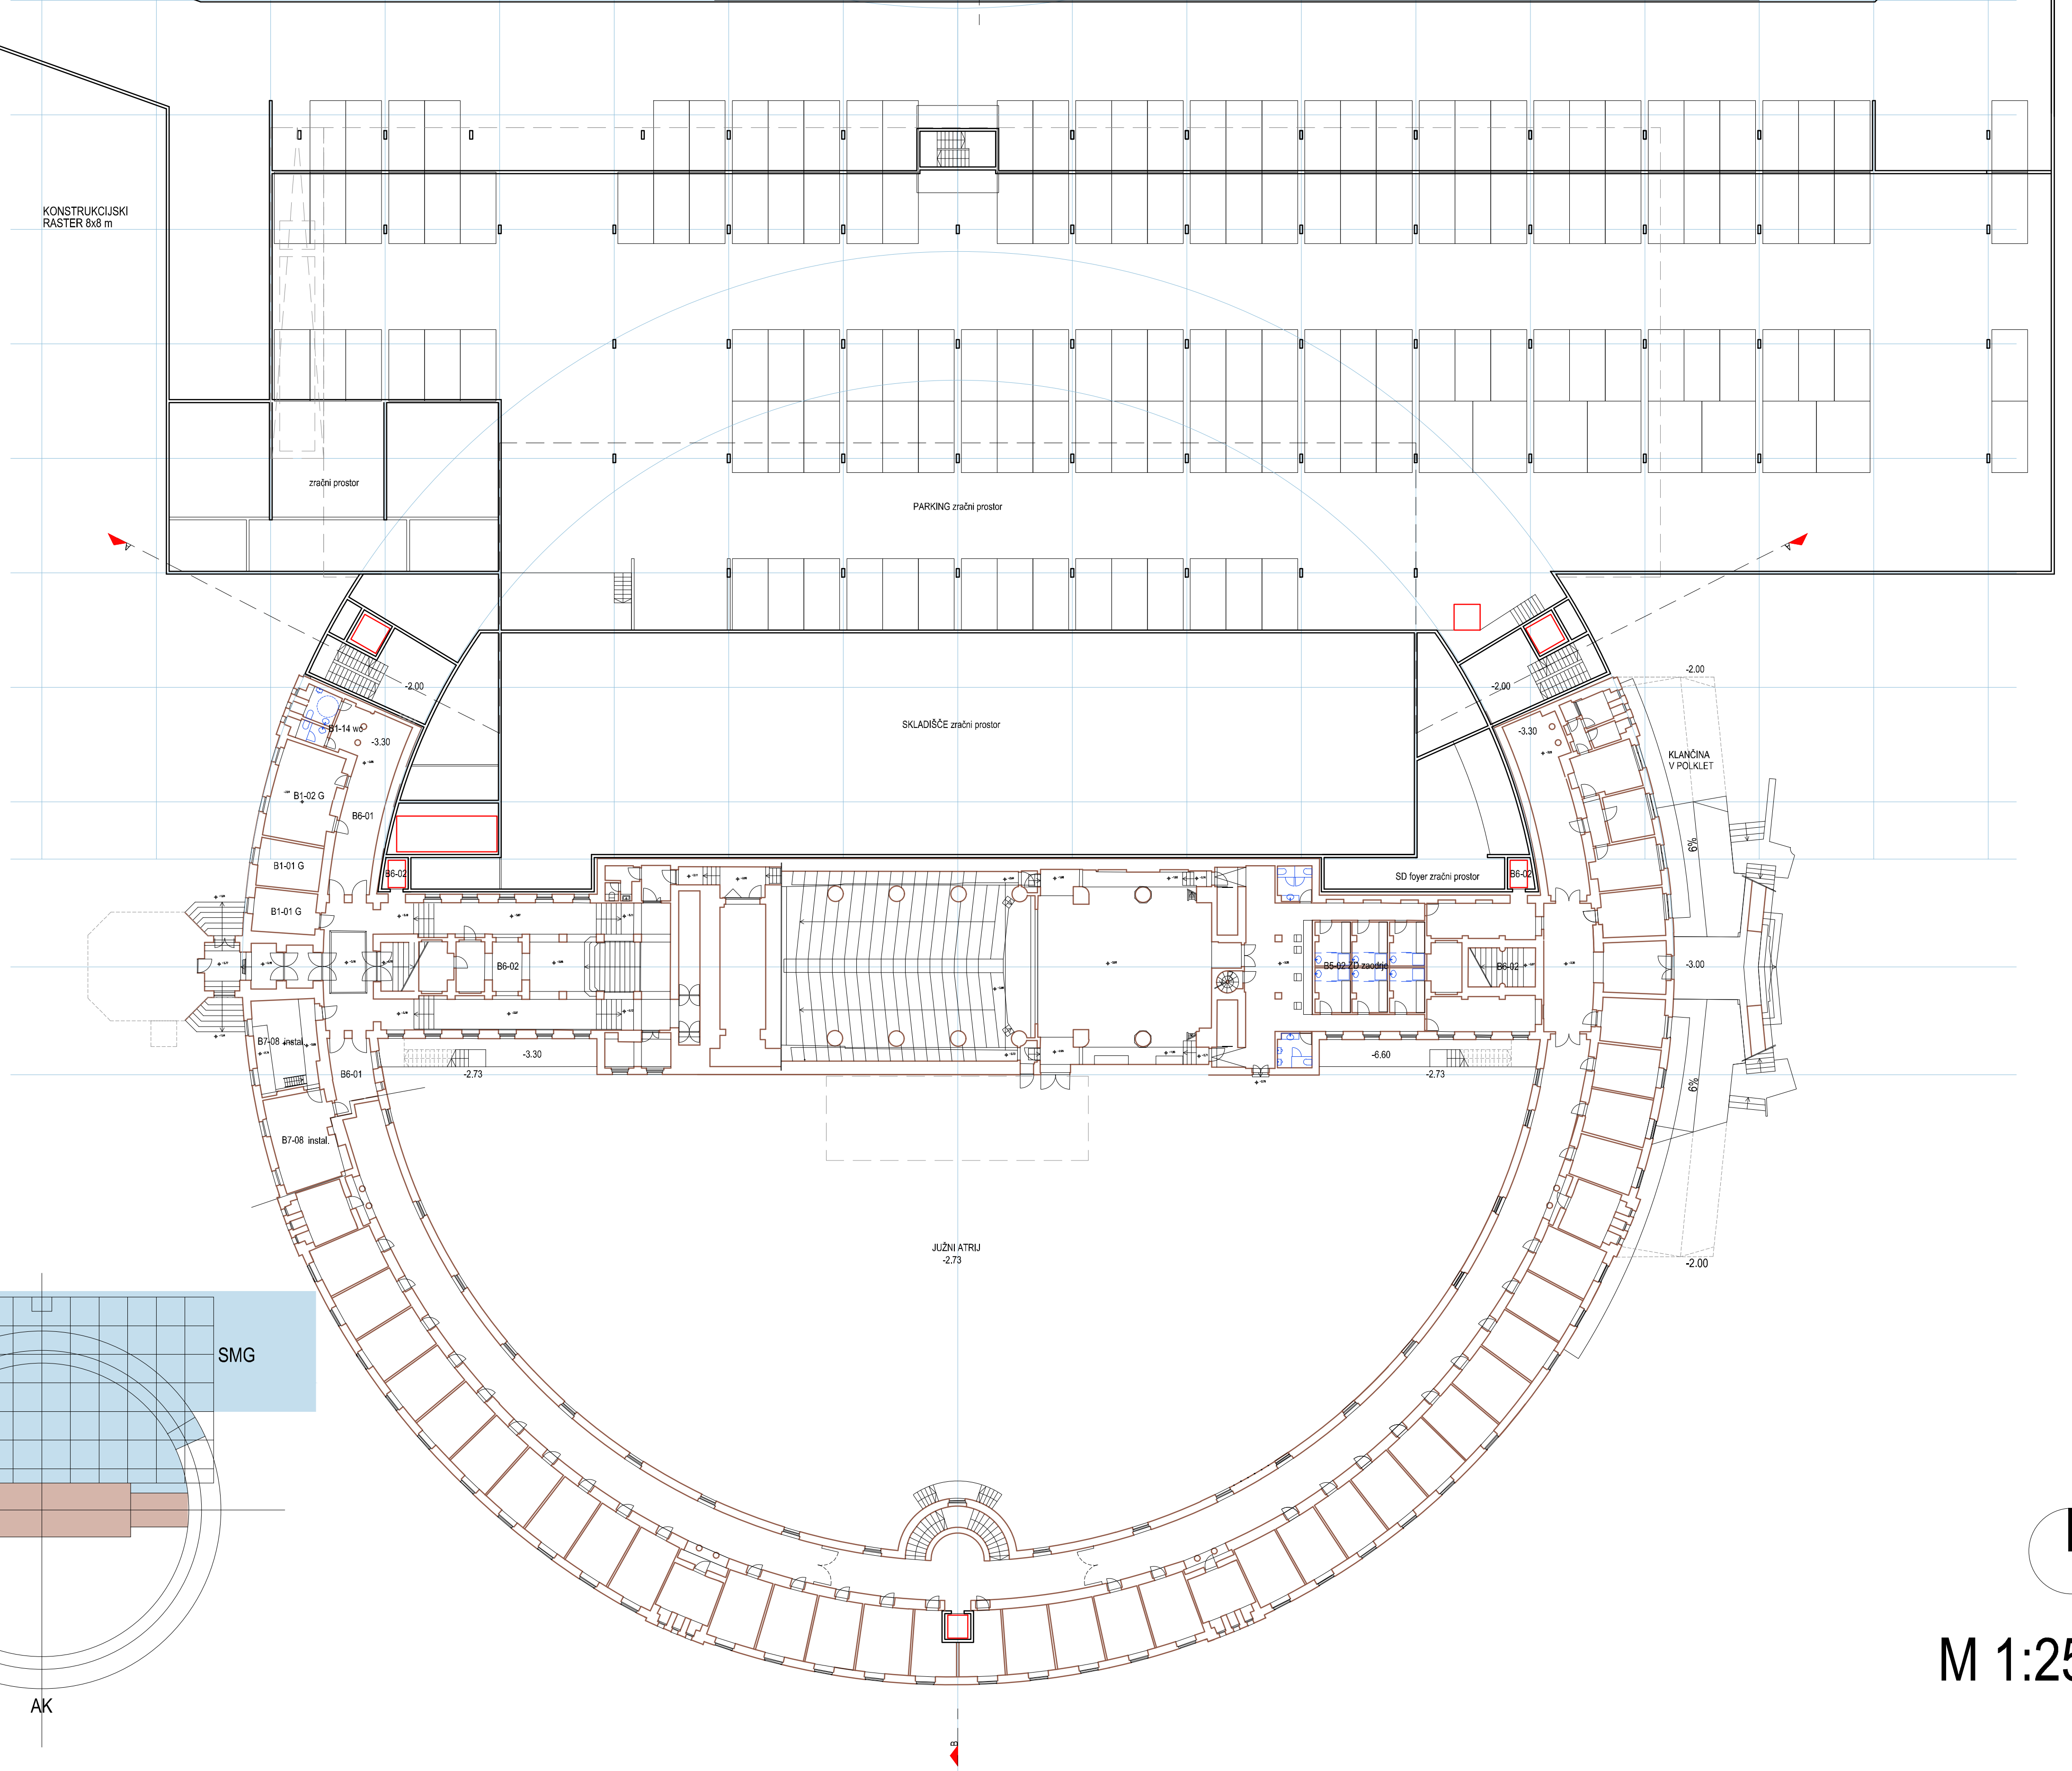 KONSTRUKCIJSKI
RASTER 8x8 m
zračni prostor
PARKING zračni prostor
A
A
-2.00
-2.00
-2.00
SKLADIŠČE zračni prostor
B1-14 wc
-3.30
-3.30
KLANČINA
V POLKLET
B1-02 G
B6-01
6%
B1-01 G
B6-02
SD foyer zračni prostor
B6-02
B1-01 G
B6-02
B5-02 ZD zaodrje
B6-02
-3.00
B7-08 instal.
-3.30
-6.60
B6-01
-2.73
-2.73
6%
B7-08 instal.
JUŽNI ATRIJ
-2.73
-2.00
SMG
AK
M 1:25
B